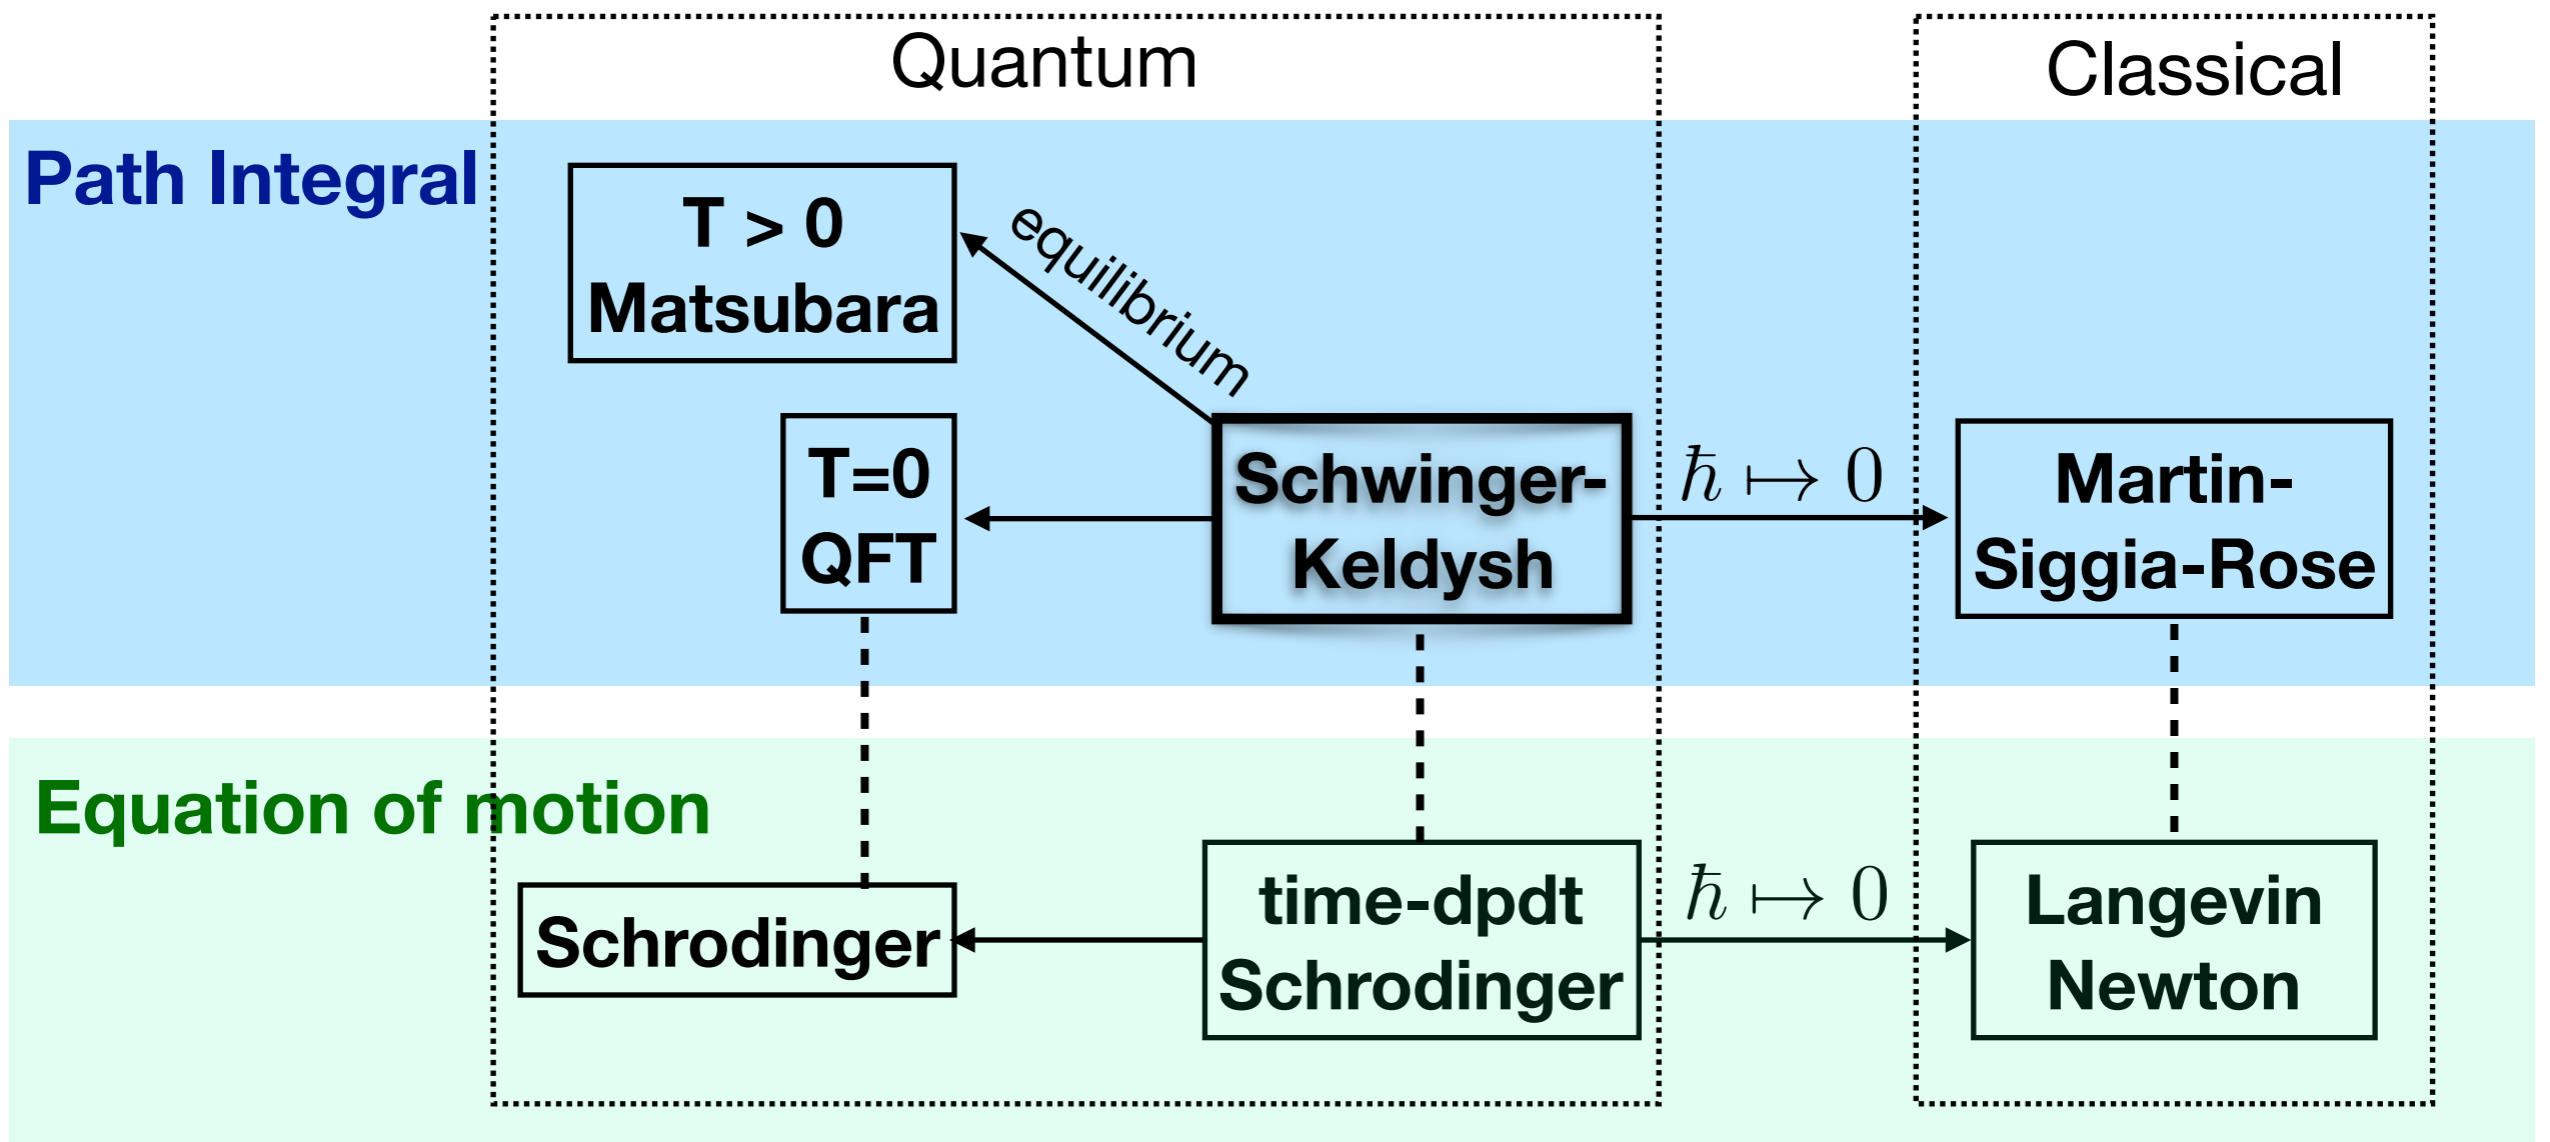 Quantum
Classical
Path Integral
T > 0
Matsubara
equilibrium
T=0
QFT
Schwinger-
Keldysh
ℏ ↦ 0
Martin-
Siggia-Rose
Equation of motion
Schrodinger
time-dpdt
Schrodinger
ℏ ↦ 0
Langevin
Newton